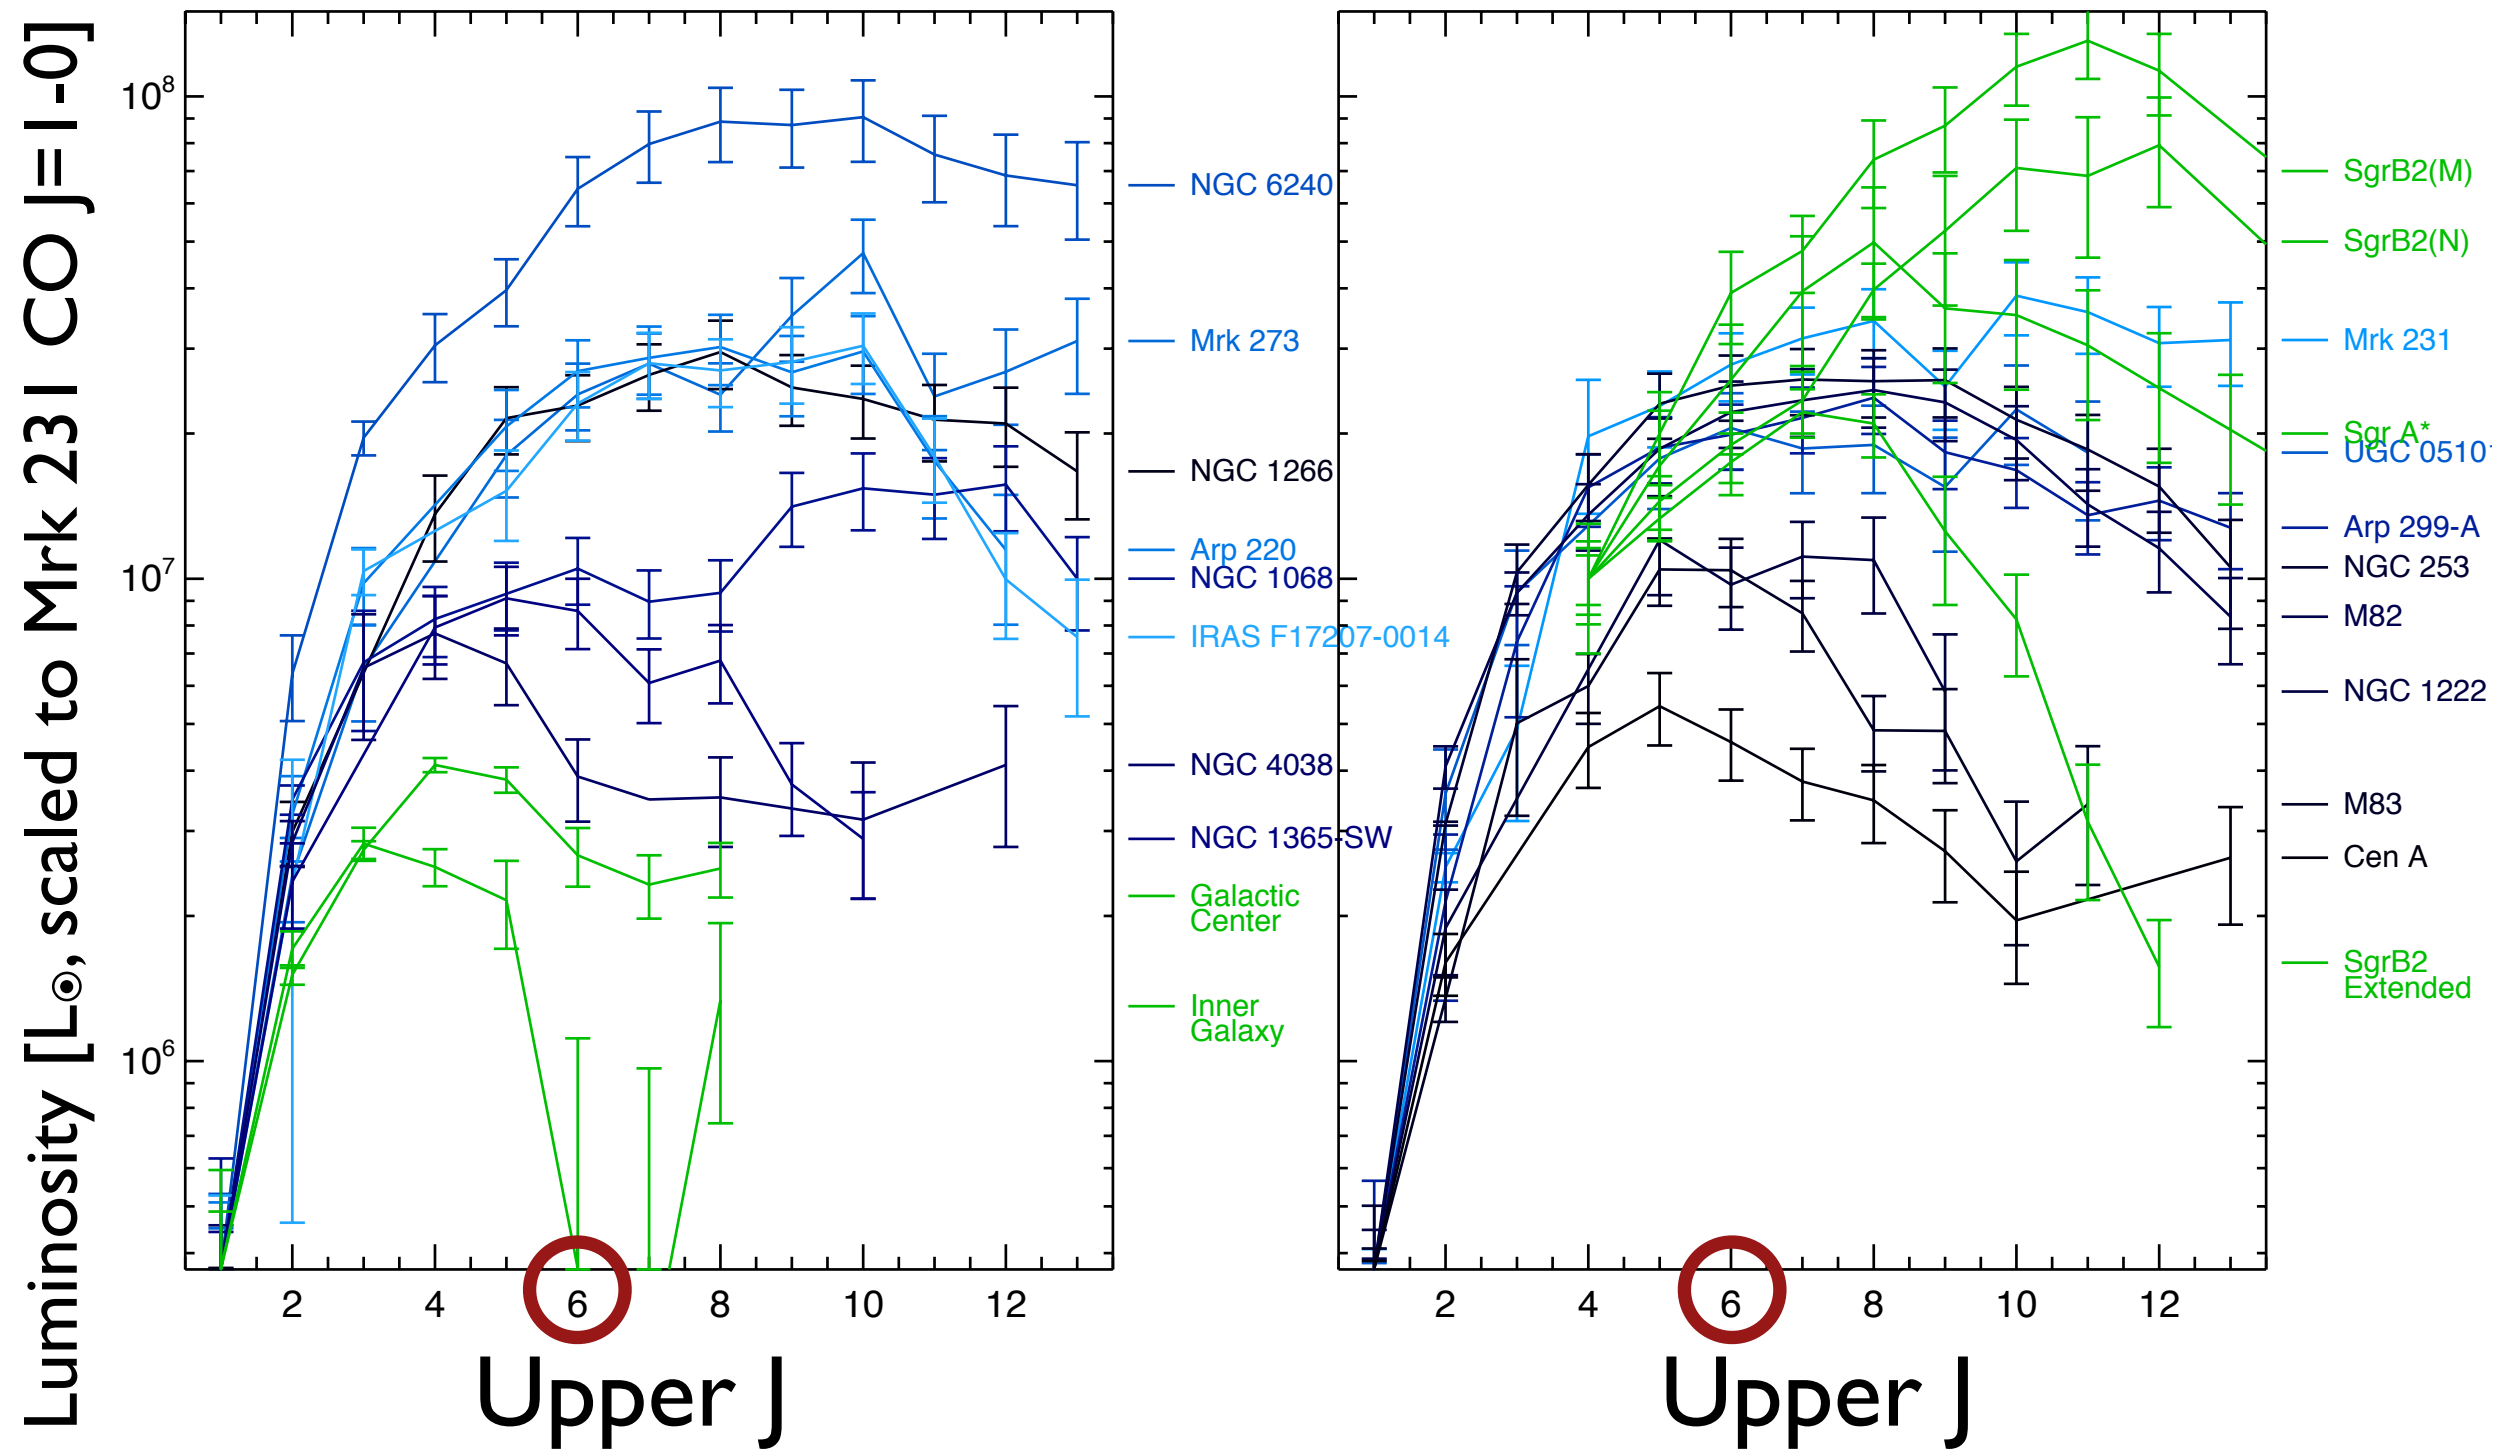 Luminosity [L⊙, scaled to Mrk 231 CO J=1-0]
10⁸
10⁷
10⁶
2 4 6 8 10 12
Upper J
NGC 6240
Mrk 273
NGC 1266
Arp 220
NGC 1068
IRAS F17207-0014
NGC 4038
NGC 1365-SW
Galactic
Center
Inner
Galaxy
2 4 6 8 10 12
Upper J
SgrB2(M)
SgrB2(N)
Mrk 231
Sgr A*
UGC 0510
Arp 299-A
NGC 253
M82
NGC 1222
M83
Cen A
SgrB2
Extended